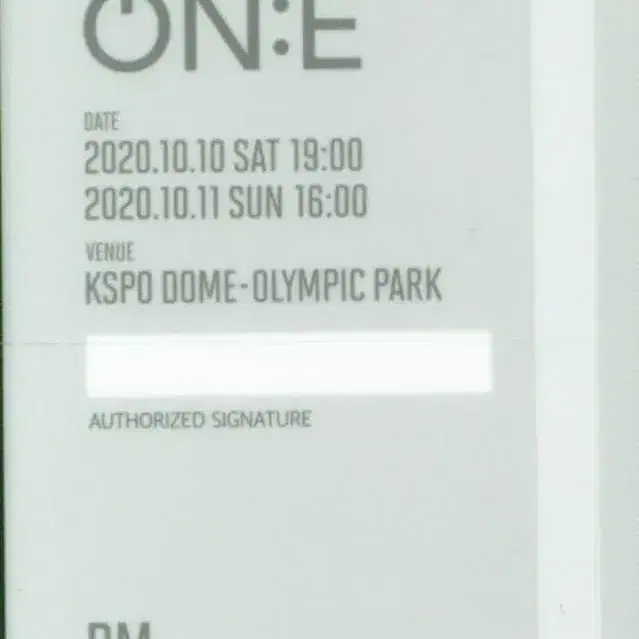 ON:E
DATE
2020.10.10 SAT 19:00
2020.10.11 SUN 16:00
VENUE
KSPO DOME-OLYMPIC PARK
AUTHORIZED SIGNATURE